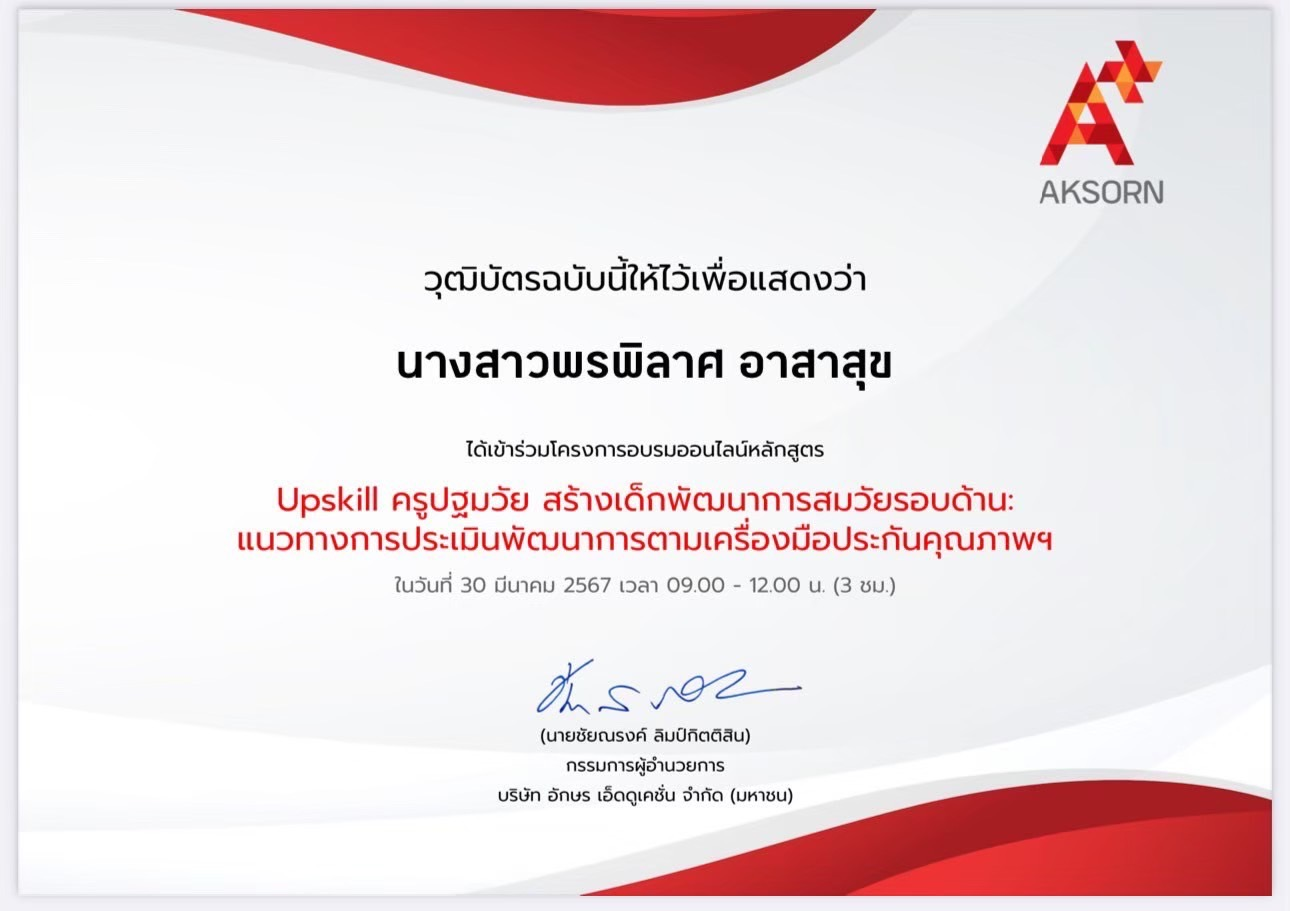 AKSORN
วุฒิบัตรฉบับนี้ให้ไว้เพื่อแสดงว่า
นางสาวพรพิลาศ อาสาสุข
ได้เข้าร่วมโครงการอบรมออนไลน์หลักสูตร
Upskill ครูปฐมวัย สร้างเด็กพัฒนาการสมวัยรอบด้าน:
แนวทางการประเมินพัฒนาการตามเครื่องมือประกันคุณภาพฯ
ในวันที่ 30 มีนาคม 2567 เวลา 09.00 - 12.00 น. (3 ชม.)
(นายชัยณรงค์ ลิมป์กิตติสิน)
กรรมการผู้อำนวยการ
บริษัท อักษร เอ็ดดูเคชั่น จำกัด (มหาชน)